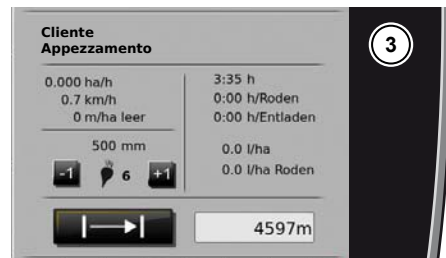 Cliente
Appezzamento
3
0.000 ha/h
0.7 km/h
0 m/ha leer
3:35 h
0:00 h/Roden
0:00 h/Entladen
500 mm
0.0 l/ha
0.0 l/ha Roden
-1
6
+1
4597m